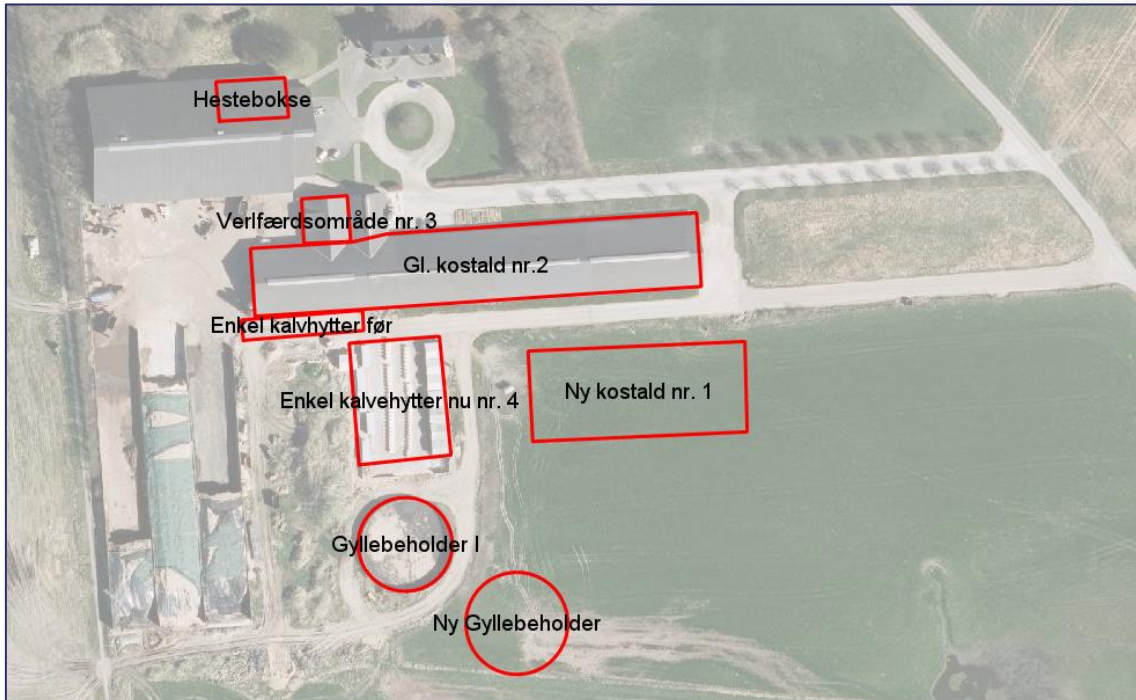 Hestebokse
Verlfærdsområde nr. 3
Gl. kostald nr.2
Enkel kalvhytter før
Enkel kalvehytter nu nr. 4
Ny kostald nr. 1
Gyllebeholder I
Ny Gyllebeholder